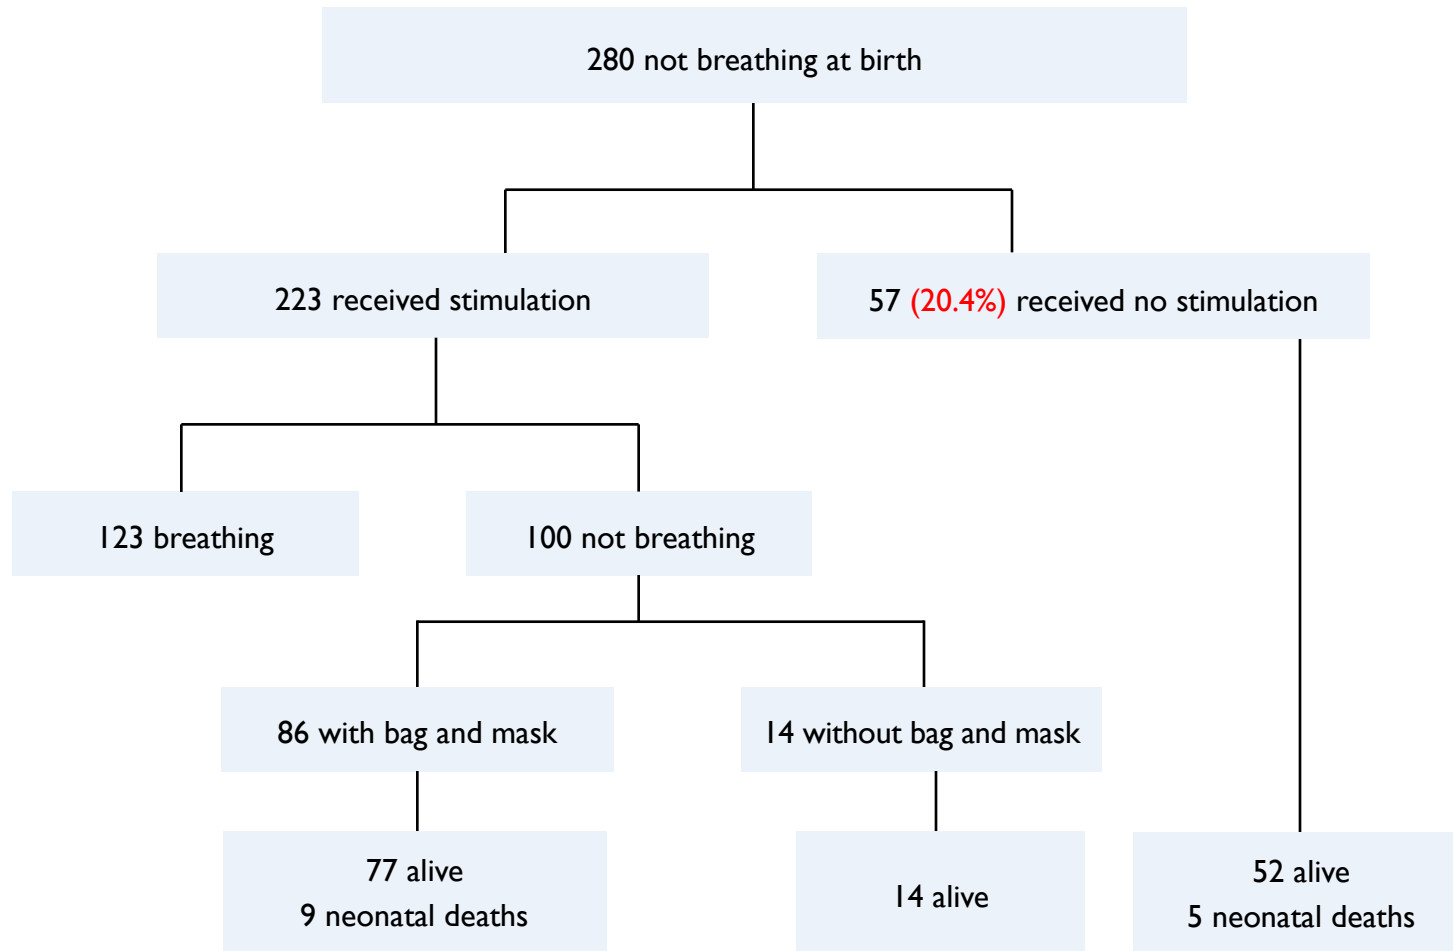 280 not breathing at birth
223 received stimulation
57 (20.4%) received no stimulation
123 breathing
100 not breathing
86 with bag and mask
14 without bag and mask
77 alive
9 neonatal deaths
14 alive
52 alive
5 neonatal deaths